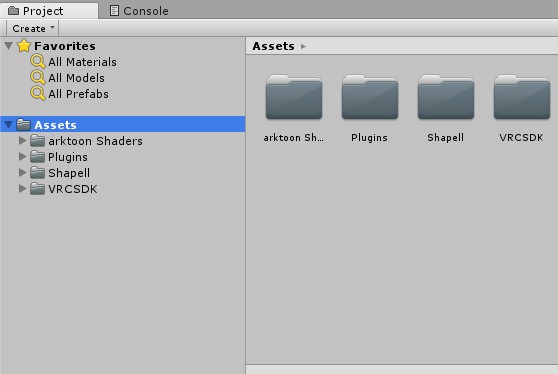 Project
Console
Create
Favorites
All Materials
All Models
All Prefabs
Assets
arktoon Shaders
Plugins
Shapell
VRCSDK
Assets
arktoon Sh...
Plugins
Shapell
VRCSDK